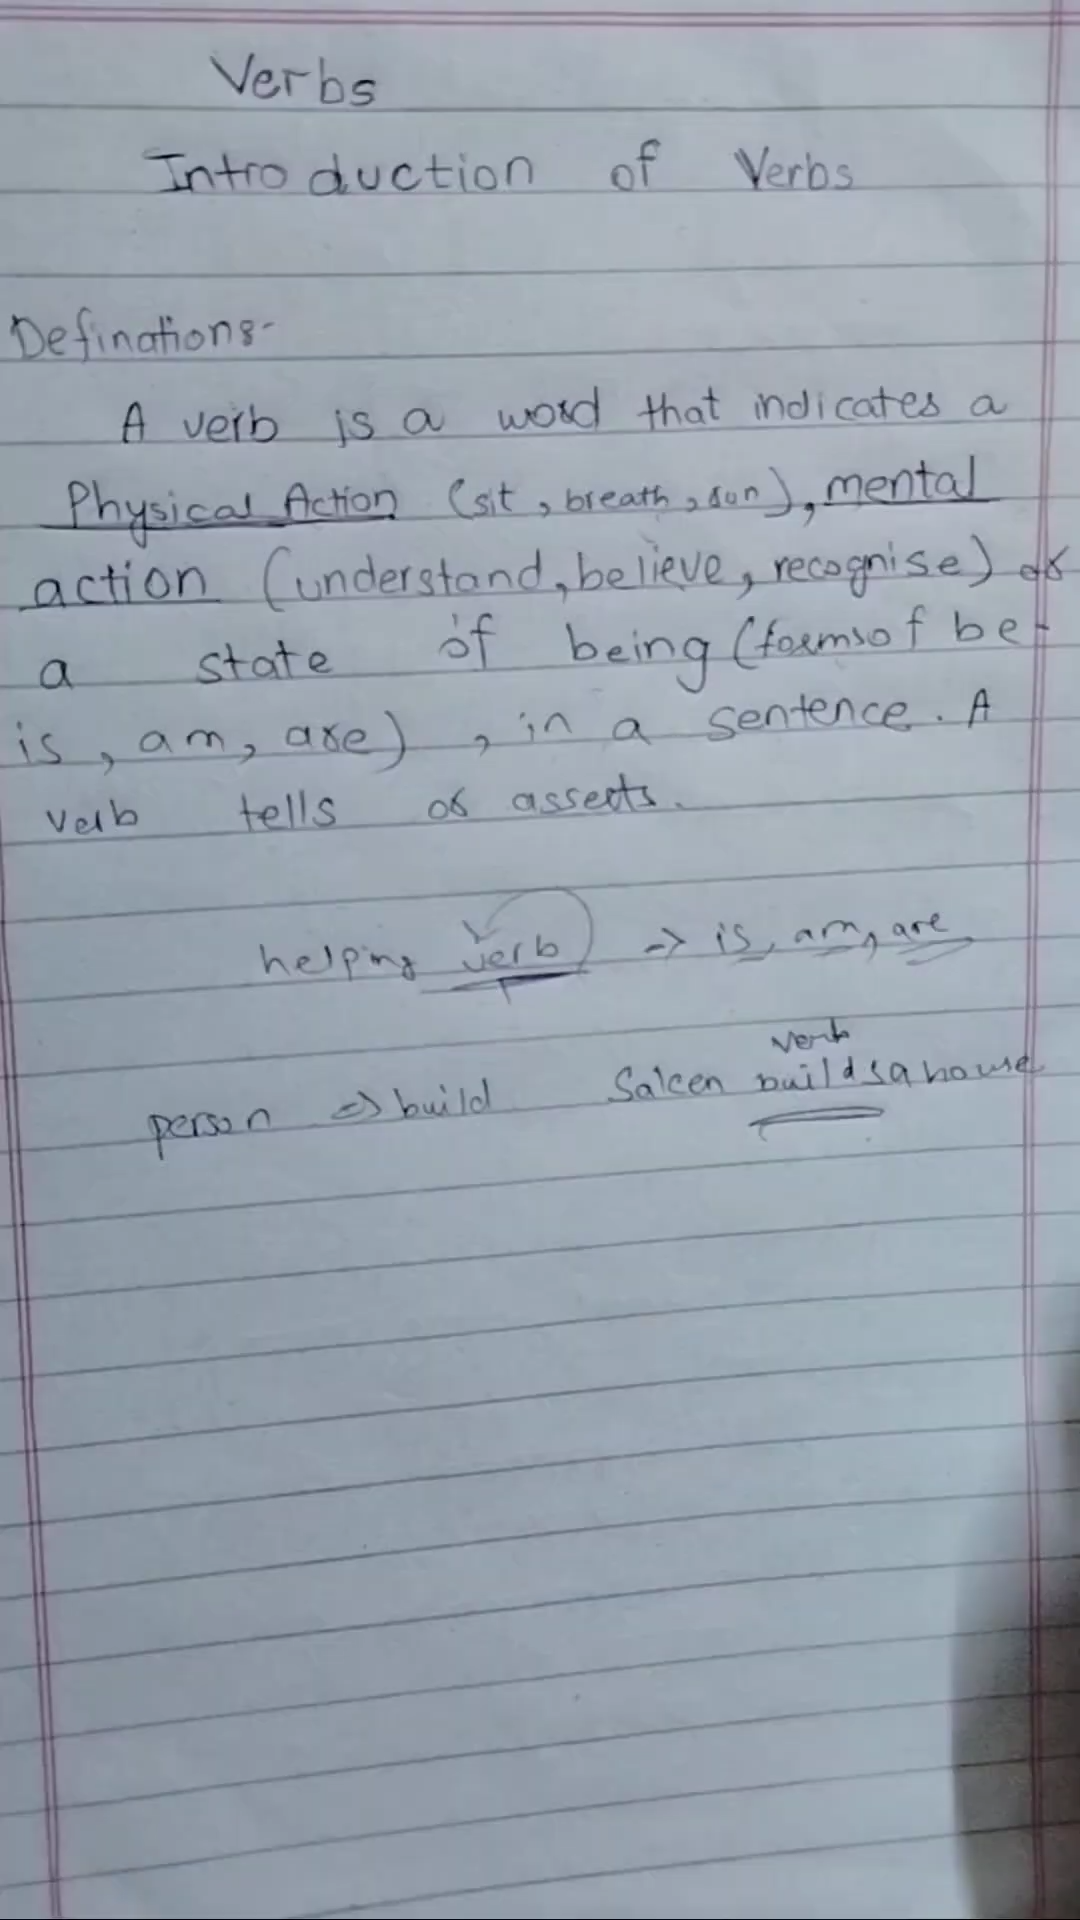 Verbs
Introduction of Verbs
Definations-
A verb is a word that indicates a
Physical Action (sit, breath, run), mental
action (understand, believe, recognise) or
a state of being (forms of be-
is, am, are), in a sentence. A
verb tells or asserts.
helping verb -> is, am, are
verb
person => build Saleen builds a house